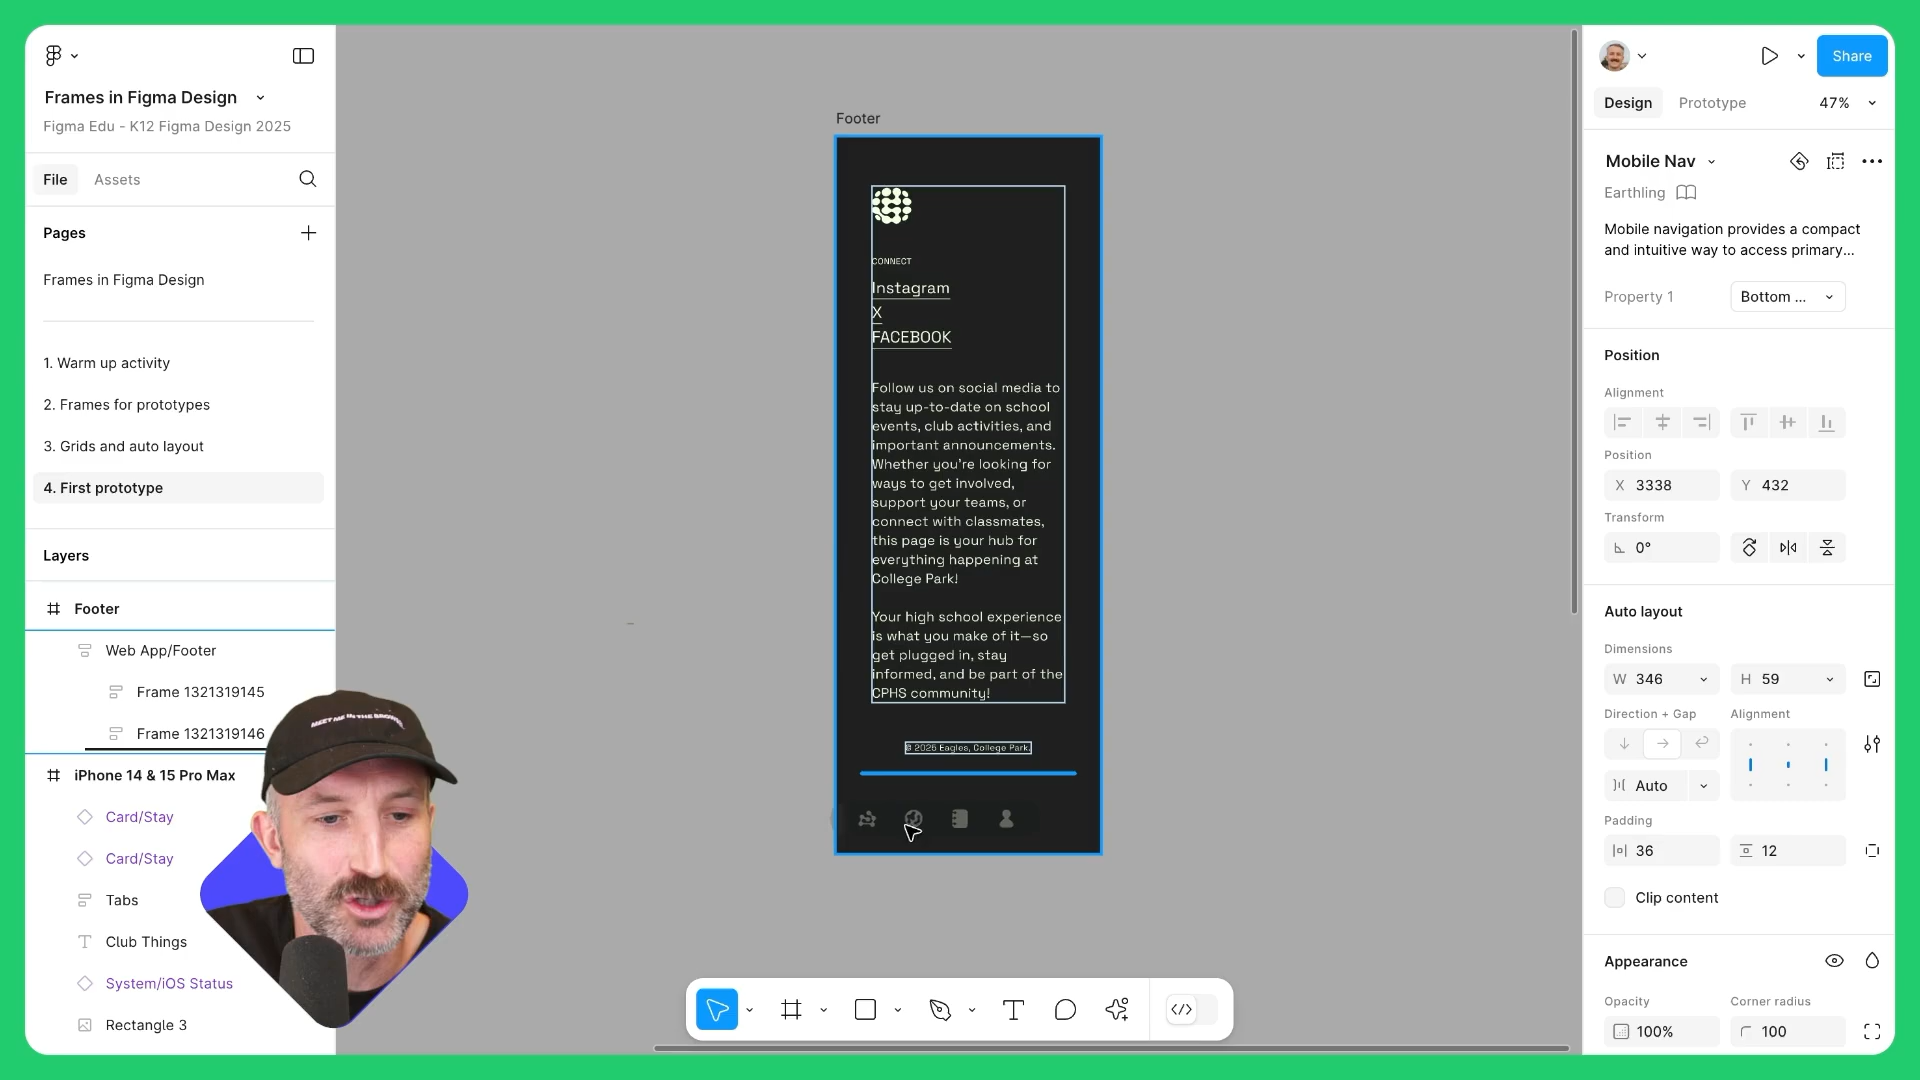 Frames in Figma Design
Figma Edu - K12 Figma Design 2025
File
Assets
Pages
Frames in Figma Design
1. Warm up activity
2. Frames for prototypes
3. Grids and auto layout
4. First prototype
Layers
Footer
Web App/Footer
Frame 1321319145
Frame 1321319146
iPhone 14 & 15 Pro Max
Card/Stay
Card/Stay
Tabs
Club Things
System/iOS Status
Rectangle 3
MEET ME IN THE BROWSER
Footer
CONNECT
Instagram
X
FACEBOOK
Follow us on social media to
stay up-to-date on school
events, club activities, and
important announcements.
Whether you're looking for
ways to get involved,
support your teams, or
connect with classmates,
this page is your hub for
everything happening at
College Park!
Your high school experience
is what you make of it—so
get plugged in, stay
informed, and be part of the
CPHS community!
© 2025 Eagles, College Park.
Share
Design
Prototype
47%
Mobile Nav
Earthling
Mobile navigation provides a compact
and intuitive way to access primary...
Property 1
Bottom ...
Position
Alignment
Position
X 3338
Y 432
Transform
0°
Auto layout
Dimensions
W 346
H 59
Direction + Gap
Alignment
Auto
Padding
36
12
Clip content
Appearance
Opacity
Corner radius
100%
100